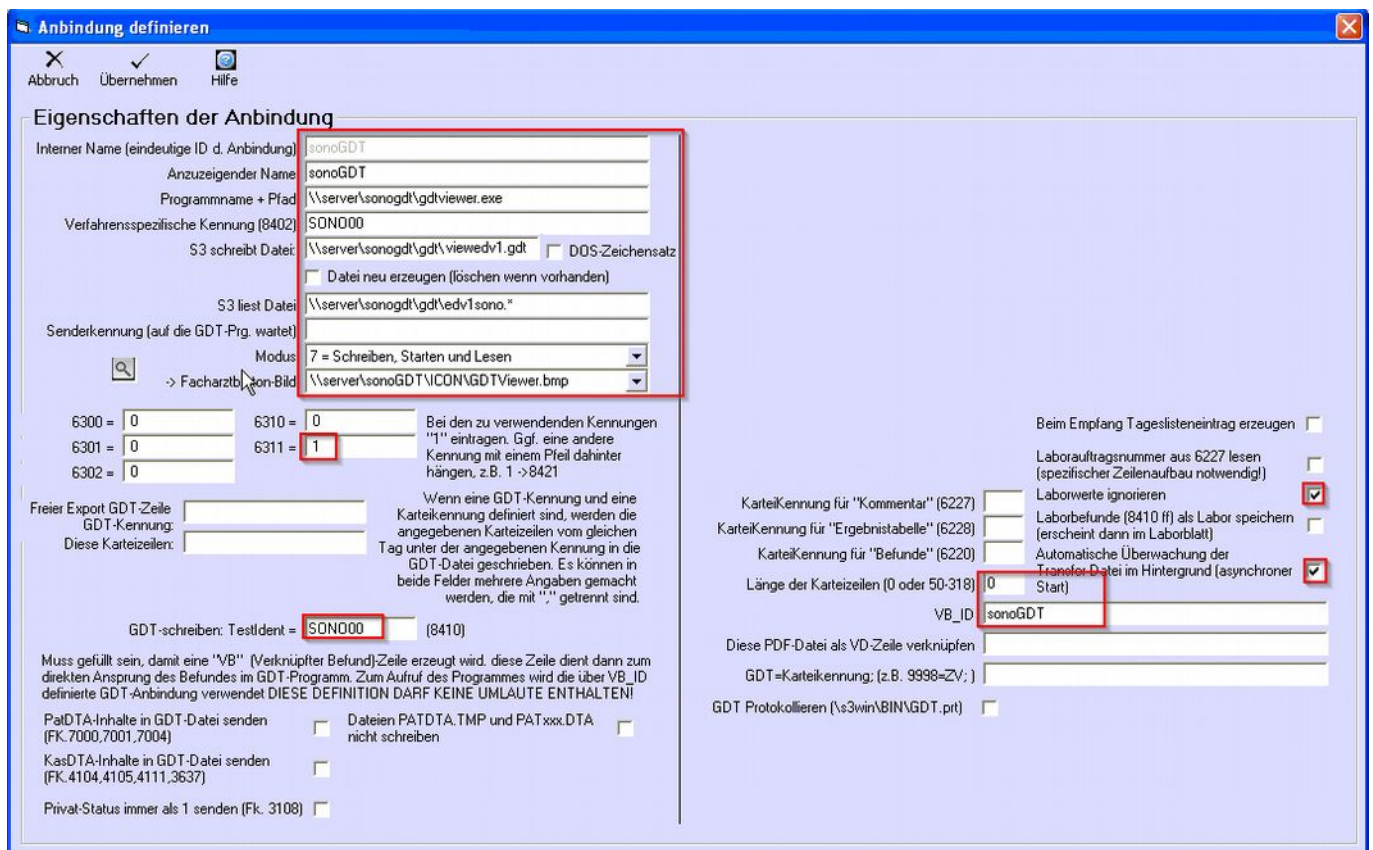 Anbindung definieren
Abbruch Übernehmen Hilfe
Eigenschaften der Anbindung
Interner Name (eindeutige ID d. Anbindung) sonoGDT
Anzuzeigender Name sonoGDT
Programmname + Pfad \\server\sonogdt\gdtviewer.exe
Verfahrensspezifische Kennung (8402) SONO00
S3 schreibt Datei: \\server\sonogdt\gdt\viewedv1.gdt DOS-Zeichensatz
Datei neu erzeugen (löschen wenn vorhanden)
S3 liest Datei \\server\sonogdt\gdt\edv1sono.*
Senderkennung (auf die GDT-Prg. wartet)
Modus 7 = Schreiben, Starten und Lesen
-> Facharztbutton-Bild \\server\sonoGDT\ICON\GDTViewer.bmp
6300 = 0 6310 = 0
6301 = 0 6311 = 1
6302 = 0
Bei den zu verwendenden Kennungen
"1" eintragen. Ggf. eine andere
Kennung mit einem Pfeil dahinter
hängen, z.B. 1 ->8421
Freier Export GDT-Zeile
GDT-Kennung:
Diese Karteizeilen:
Wenn eine GDT-Kennung und eine
Karteikennung definiert sind, werden die
angegebenen Karteizeilen vom gleichen
Tag unter der angegebenen Kennung in die
GDT-Datei geschrieben. Es können in
beide Felder mehrere Angaben gemacht
werden, die mit "," getrennt sind.
GDT-schreiben: TestIdent = SONO00 (8410)
Muss gefüllt sein, damit eine "VB" (Verknüpfter Befund)-Zeile erzeugt wird. diese Zeile dient dann zum
direkten Ansprung des Befundes im GDT-Programm. Zum Aufruf des Programmes wird die über VB_ID
definierte GDT-Anbindung verwendet DIESE DEFINITION DARF KEINE UMLAUTE ENTHALTEN!
PatDTA-Inhalte in GDT-Datei senden
(FK.7000,7001,7004)
Dateien PATDTA.TMP und PATxxx.DTA
nicht schreiben
KasDTA-Inhalte in GDT-Datei senden
(FK.4104,4105,4111,3637)
Privat-Status immer als 1 senden (Fk. 3108)
Beim Empfang Tageslisteneintrag erzeugen
Laborauftragsnummer aus 6227 lesen
(spezifischer Zeilenaufbau notwendig!)
Laborwerte ignorieren
Laborbefunde (8410 ff) als Labor speichern
(erscheint dann im Laborblatt)
Automatische Überwachung der
Transfer-Datei im Hintergrund (asynchroner
Start)
KarteiKennung für "Kommentar" (6227)
KarteiKennung für "Ergebnistabelle" (6228)
KarteiKennung für "Befunde" (6220)
Länge der Karteizeilen (0 oder 50-318) 0
VB_ID sonoGDT
Diese PDF-Datei als VD-Zeile verknüpfen
GDT=Karteikennung; (z.B. 9998=ZV; )
GDT Protokollieren (\s3win\BIN\GDT.prt)